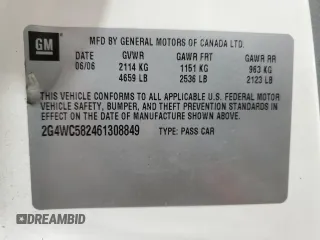 GM
MFD BY GENERAL MOTORS OF CANADA LTD.
DATE GVWR GAWR FRT GAWR RR
06/06 2114 KG 1151 KG 963 KG
4659 LB 2536 LB 2123 LB
THIS VEHICLE CONFORMS TO ALL APPLICABLE U.S. FEDERAL MOTOR
VEHICLE SAFETY, BUMPER, AND THEFT PREVENTION STANDARDS IN
EFFECT ON THE DATE OF MANUFACTURE SHOWN ABOVE.
2G4WC582461308849 TYPE: PASS CAR
DREAMBID